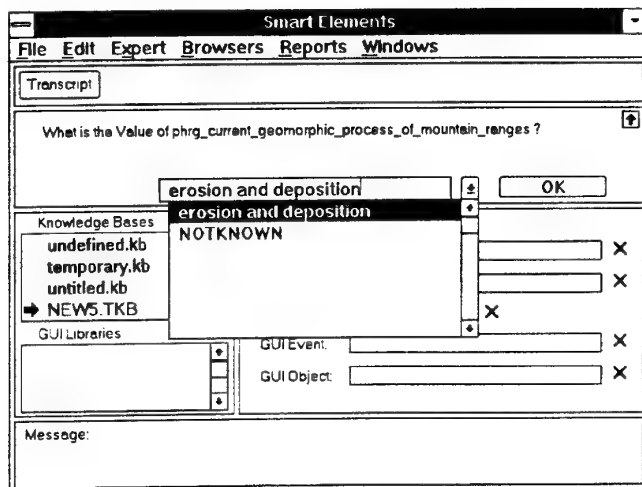 Smart Elements
File Edit Expert Browsers Reports Windows
Transcript
What is the Value of phrg_current_geomorphic_process_of_mountain_ranges ?
erosion and deposition
OK
erosion and deposition
NOTKNOWN
Knowledge Bases
undefined.kb
temporary.kb
untitled.kb
NEW5.TKB
GUI Libraries
GUI Event:
GUI Object:
Message: